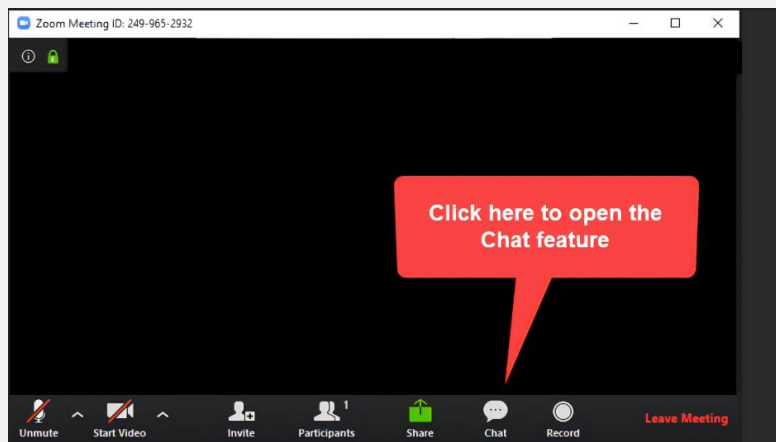 Zoom Meeting ID: 249-965-2932
Click here to open the
Chat feature
1
Unmute Start Video Invite Participants Share Chat Record Leave Meeting